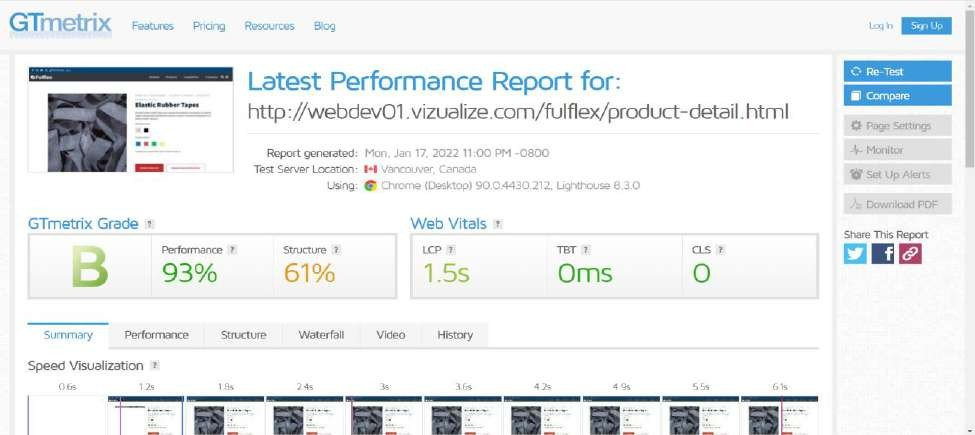 GTmetrix Features Pricing Resources Blog Log In Sign Up
Fulflex
Elastic Rubber Tapes
Latest Performance Report for:
http://webdev01.vizualize.com/fulflex/product-detail.html
Report generated: Mon, Jan 17, 2022 11:00 PM -0800
Test Server Location: Vancouver, Canada
Using: Chrome (Desktop) 90.0.4430.212, Lighthouse 8.3.0
Re-Test
Compare
Page Settings
Monitor
Set Up Alerts
Download PDF
Share This Report
GTmetrix Grade ?
B
Performance ?
93%
Structure ?
61%
Web Vitals ?
LCP ?
1.5s
TBT ?
0ms
CLS ?
0
Summary Performance Structure Waterfall Video History
Speed Visualization ?
0.6s 1.2s 1.8s 2.4s 3s 3.6s 4.2s 4.9s 5.5s 6.1s